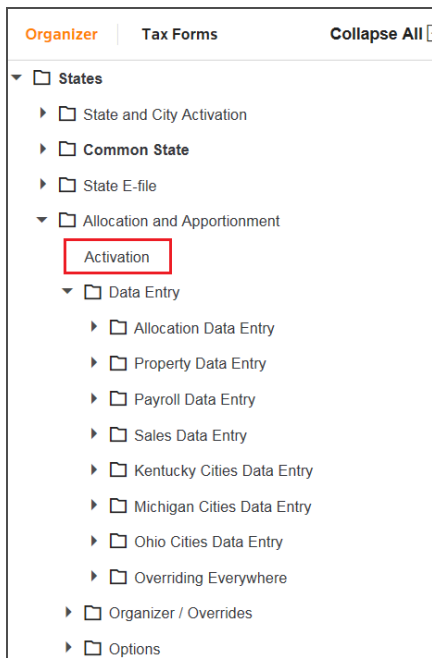 Organizer Tax Forms Collapse All
States
State and City Activation
Common State
State E-file
Allocation and Apportionment
Activation
Data Entry
Allocation Data Entry
Property Data Entry
Payroll Data Entry
Sales Data Entry
Kentucky Cities Data Entry
Michigan Cities Data Entry
Ohio Cities Data Entry
Overriding Everywhere
Organizer / Overrides
Options